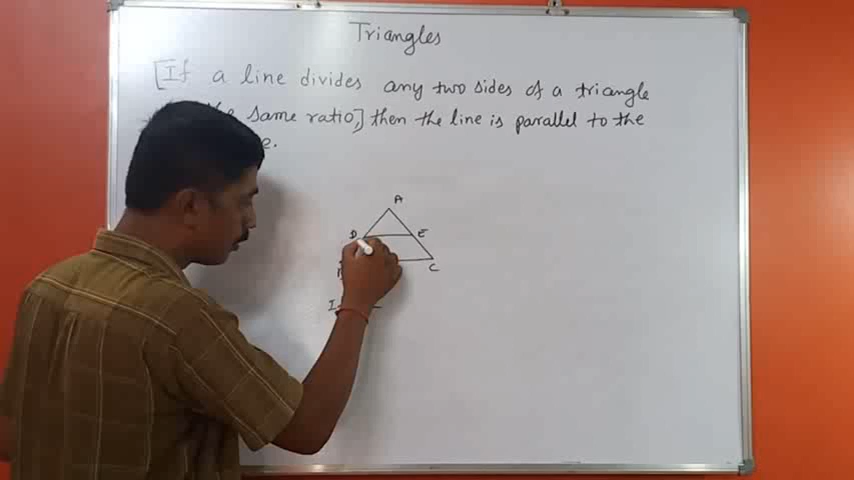 Triangles
[If a line divides any two sides of a triangle
same ratio,] then the line is parallel to the
A
D
E
C